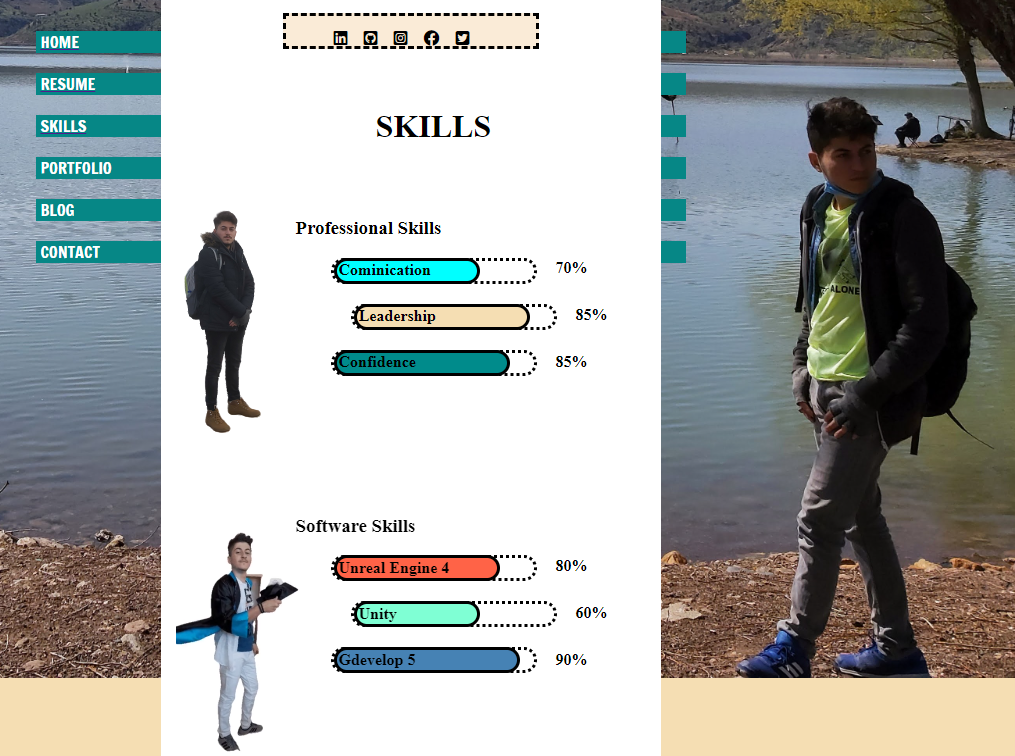 HOME
RESUME
SKILLS
PORTFOLIO
BLOG
CONTACT
SKILLS
Professional Skills
Cominication 70%
Leadership 85%
Confidence 85%
Software Skills
Unreal Engine 4 80%
Unity 60%
Gdevelop 5 90%
ALONE